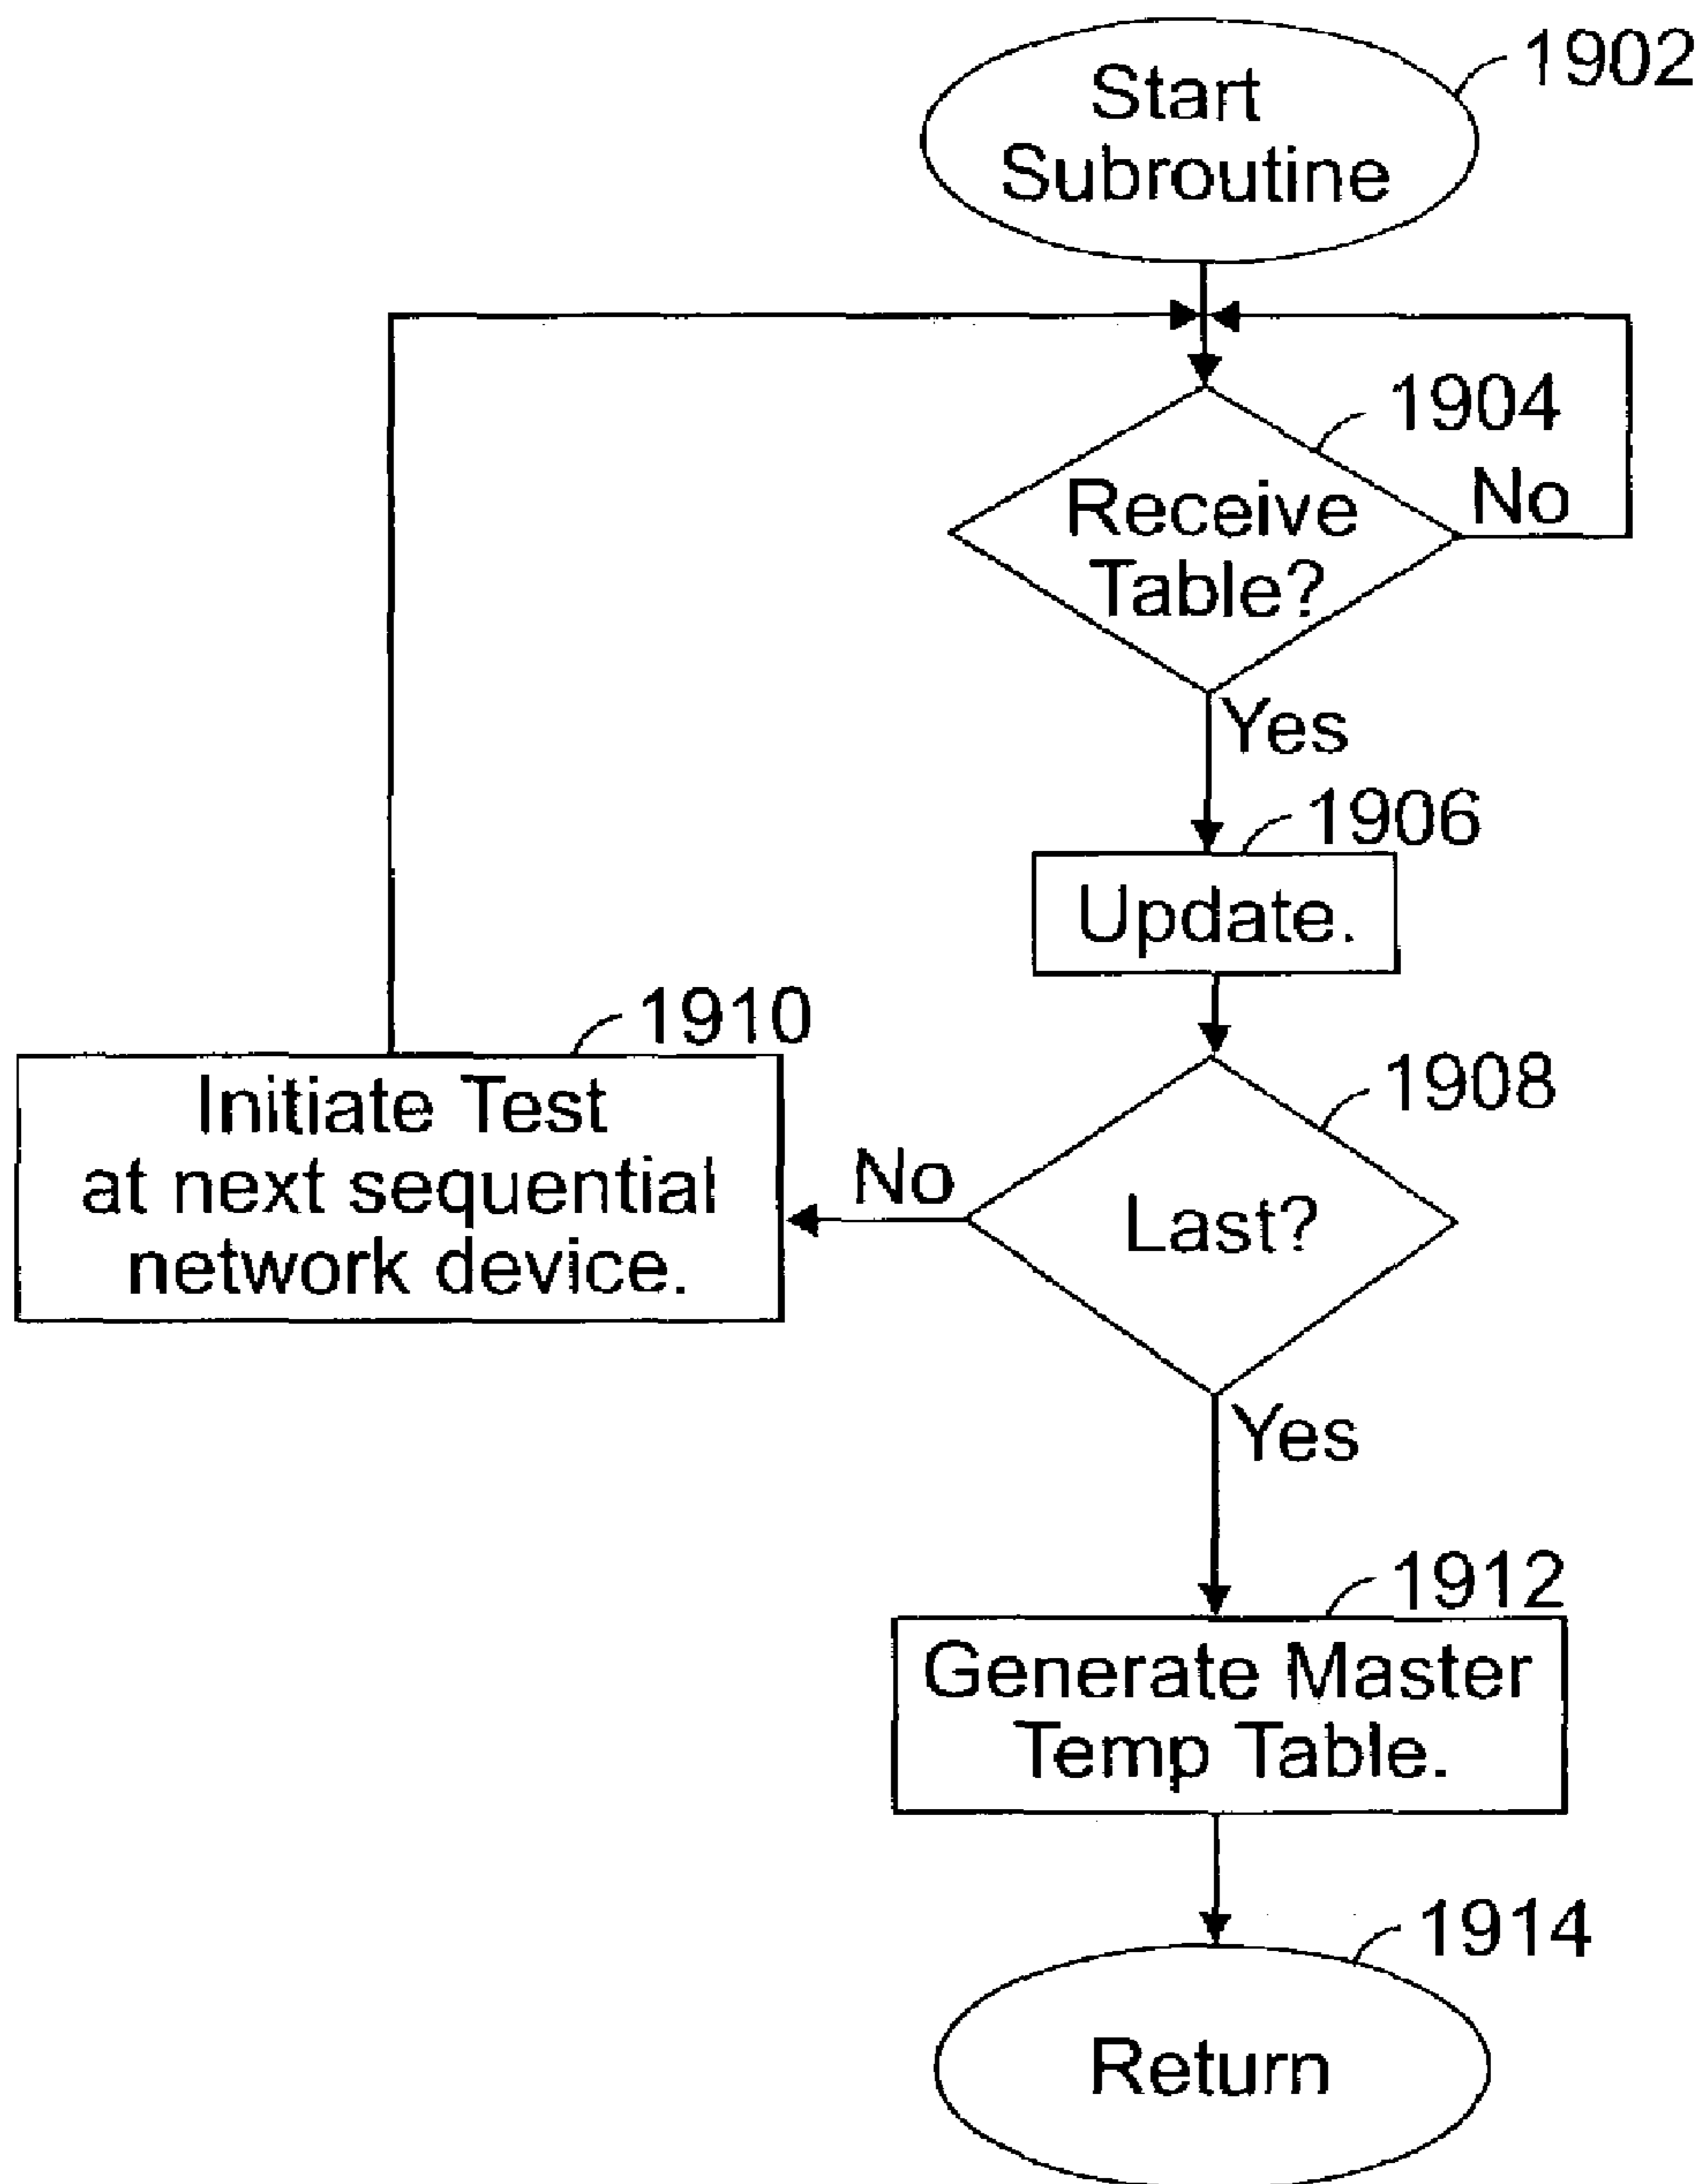 1902
Start
Subroutine
1904
Receive
Table?
No
Yes
1906
Update.
1910
Initiate Test
at next sequential
network device.
1908
Last?
No
Yes
1912
Generate Master
Temp Table.
1914
Return